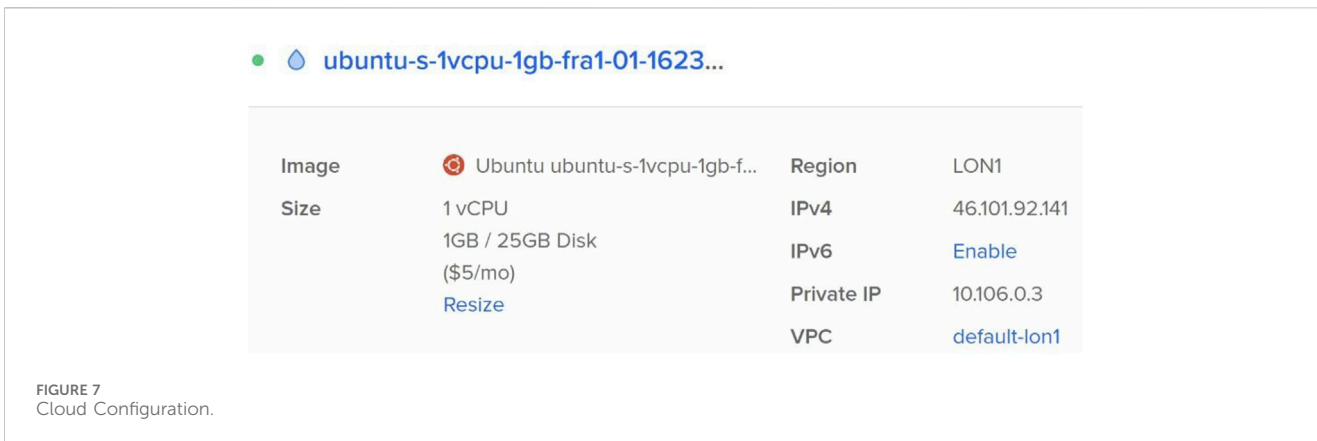 ubuntu-s-1vcpu-1gb-fra1-01-1623...
Image Ubuntu ubuntu-s-1vcpu-1gb-f... Region LON1
Size 1 vCPU IPv4 46.101.92.141
1GB / 25GB Disk
IPv6 Enable
($5/mo)
Private IP 10.106.0.3
Resize
VPC default-lon1
FIGURE 7
Cloud Configuration.